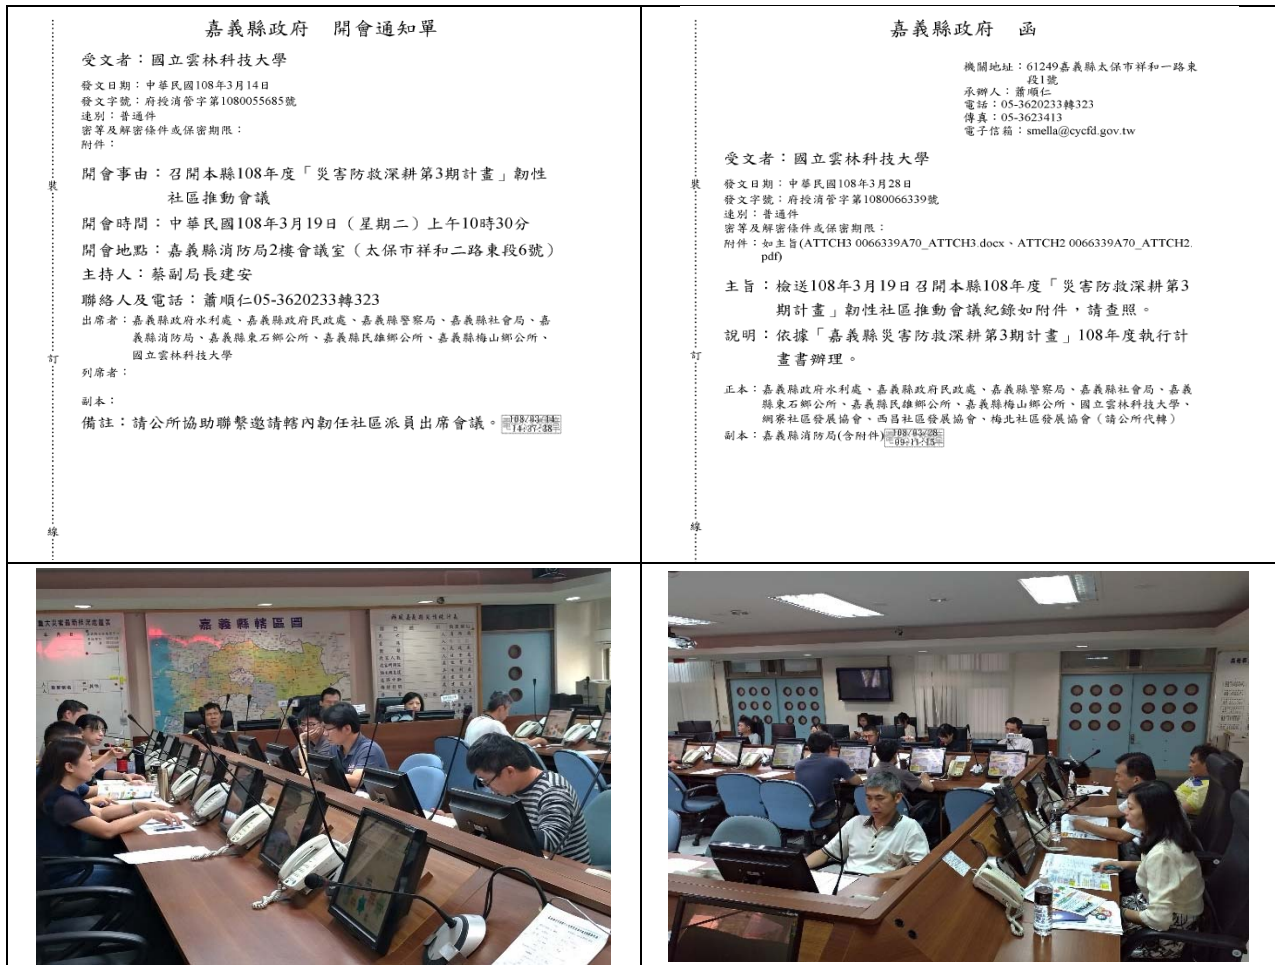 嘉義縣政府　開會通知單
受文者：國立雲林科技大學
發文日期：中華民國108年3月14日
發文字號：府授消管字第1080055685號
速別：普通件
密等及解密條件或保密期限：
附件：
開會事由：召開本縣108年度「災害防救深耕第3期計畫」韌性
社區推動會議
開會時間：中華民國108年3月19日（星期二）上午10時30分
開會地點：嘉義縣消防局2樓會議室（太保市祥和二路東段6號）
主持人：蔡副局長建安
聯絡人及電話：蕭順仁05-3620233轉323
出席者：嘉義縣政府水利處、嘉義縣政府民政處、嘉義縣警察局、嘉義縣社會局、嘉
義縣消防局、嘉義縣東石鄉公所、嘉義縣民雄鄉公所、嘉義縣梅山鄉公所、
國立雲林科技大學
列席者：
副本：
備註：請公所協助聯繫邀請轄內韌任社區派員出席會議。
108/03/14
14:37:38
裝
訂
線
嘉義縣政府　函
機關地址：61249嘉義縣太保市祥和一路東
段1號
承辦人：蕭順仁
電話：05-3620233轉323
傳真：05-3623413
電子信箱：smella@cycfd.gov.tw
受文者：國立雲林科技大學
發文日期：中華民國108年3月28日
發文字號：府授消管字第1080066339號
速別：普通件
密等及解密條件或保密期限：
附件：如主旨(ATTCH3 0066339A70_ATTCH3.docx、ATTCH2 0066339A70_ATTCH2.
pdf)
主旨：檢送108年3月19日召開本縣108年度「災害防救深耕第3
期計畫」韌性社區推動會議紀錄如附件，請查照。
說明：依據「嘉義縣災害防救深耕第3期計畫」108年度執行計
畫書辦理。
正本：嘉義縣政府水利處、嘉義縣政府民政處、嘉義縣警察局、嘉義縣社會局、嘉義
縣東石鄉公所、嘉義縣民雄鄉公所、嘉義縣梅山鄉公所、國立雲林科技大學、
網寮社區發展協會、西昌社區發展協會、梅北社區發展協會（請公所代轉）
副本：嘉義縣消防局(含附件)
108/03/28
09:11:15
裝
訂
線
嘉義縣轄區圖